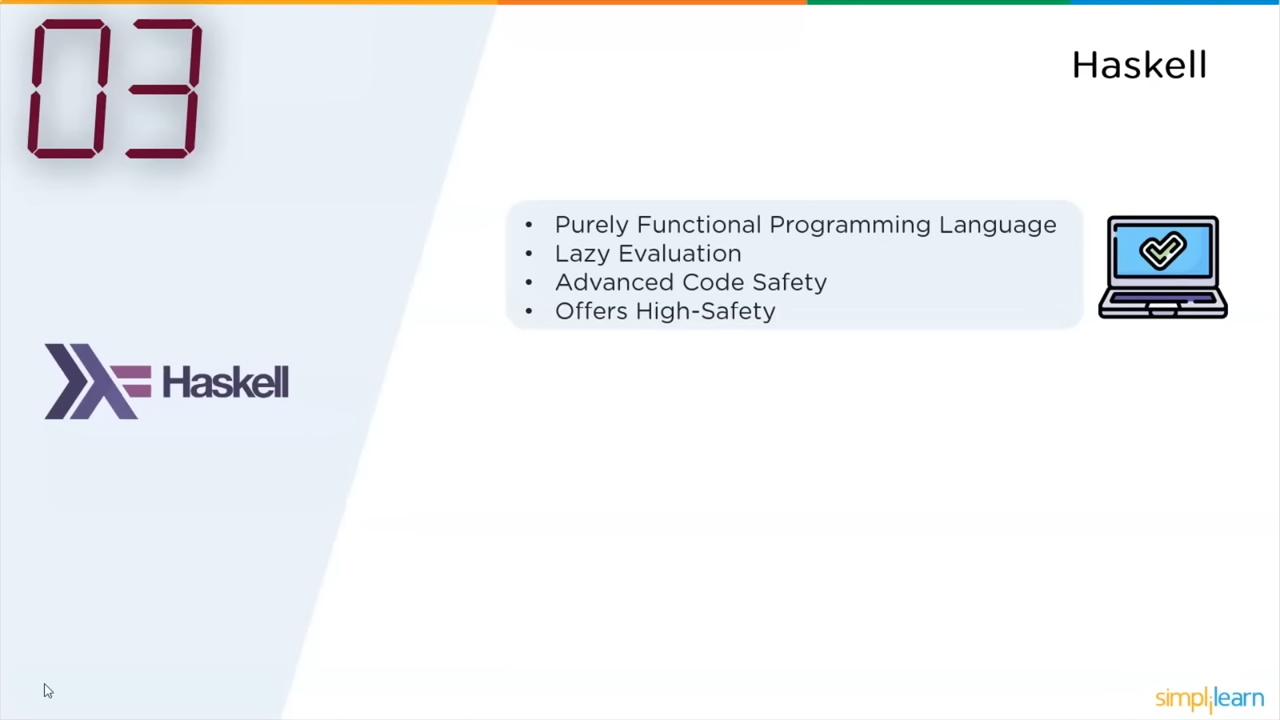 03
Haskell
• Purely Functional Programming Language
• Lazy Evaluation
• Advanced Code Safety
• Offers High-Safety
Haskell
simplilearn